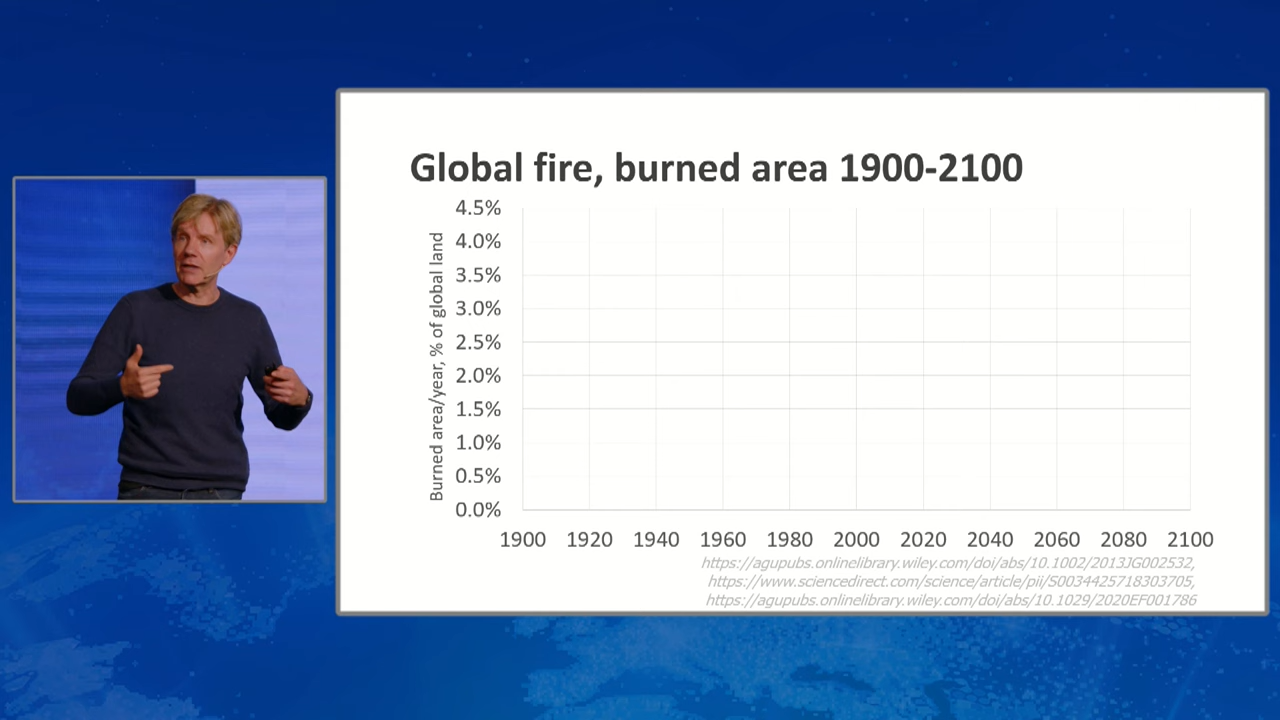 Global fire, burned area 1900-2100
Burned area/year, % of global land
4.5%
4.0%
3.5%
3.0%
2.5%
2.0%
1.5%
1.0%
0.5%
0.0%
1900 1920 1940 1960 1980 2000 2020 2040 2060 2080 2100
https://agupubs.onlinelibrary.wiley.com/doi/abs/10.1002/2013JG002532,
https://www.sciencedirect.com/science/article/pii/S0034425718303705,
https://agupubs.onlinelibrary.wiley.com/doi/abs/10.1029/2020EF001786